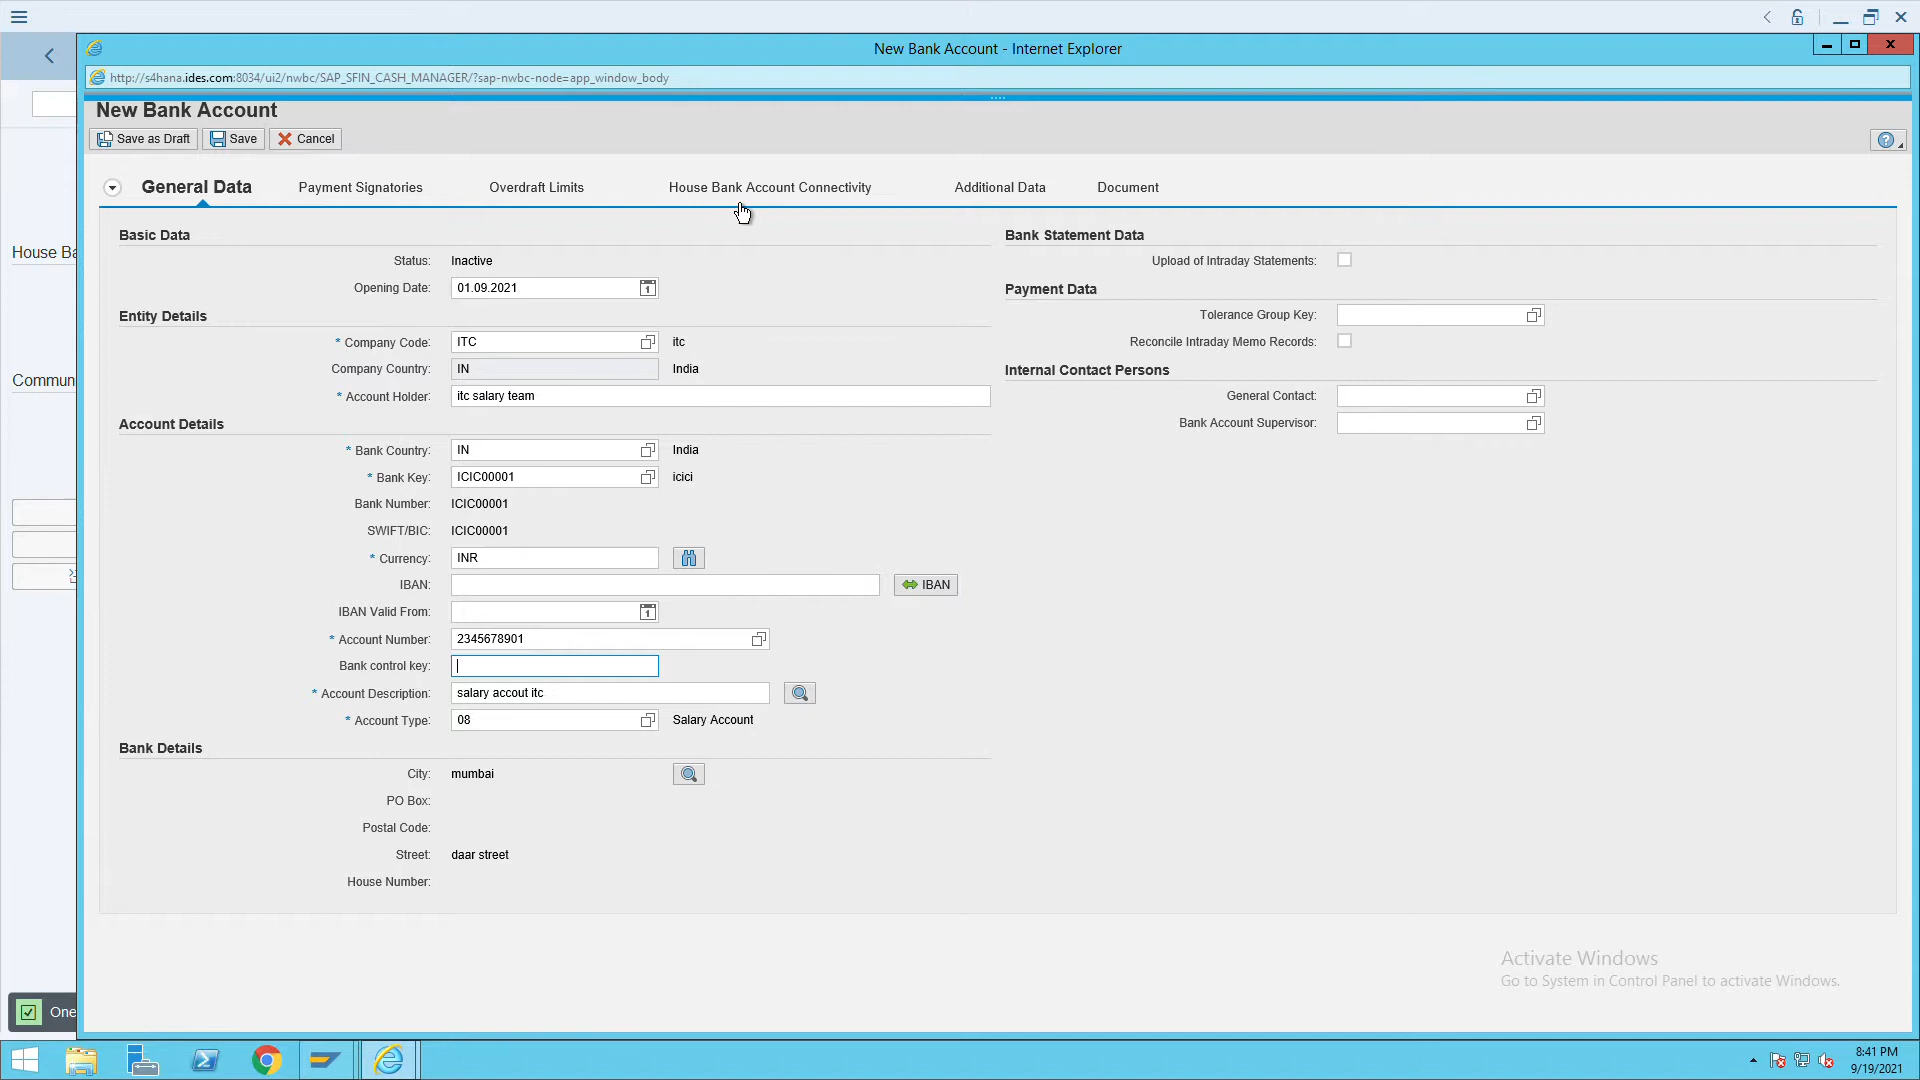 New Bank Account - Internet Explorer
http://s4hana.ides.com:8034/ui2/nwbc/SAP_SFIN_CASH_MANAGER/?sap-nwbc-node=app_window_body
New Bank Account
Save as Draft Save Cancel
General Data Payment Signatories Overdraft Limits House Bank Account Connectivity Additional Data Document
Basic Data
Status: Inactive
Opening Date: 01.09.2021
Entity Details
* Company Code: ITC itc
Company Country: IN India
* Account Holder: itc salary team
Account Details
* Bank Country: IN India
* Bank Key: ICIC00001 icici
Bank Number: ICIC00001
SWIFT/BIC: ICIC00001
* Currency: INR
IBAN: IBAN
IBAN Valid From:
* Account Number: 2345678901
Bank control key:
* Account Description: salary accout itc
* Account Type: 08 Salary Account
Bank Details
City: mumbai
PO Box:
Postal Code:
Street: daar street
House Number:
Bank Statement Data
Upload of Intraday Statements:
Payment Data
Tolerance Group Key:
Reconcile Intraday Memo Records:
Internal Contact Persons
General Contact:
Bank Account Supervisor:
House Ba
Commun
One
Activate Windows
Go to System in Control Panel to activate Windows.
8:41 PM
9/19/2021